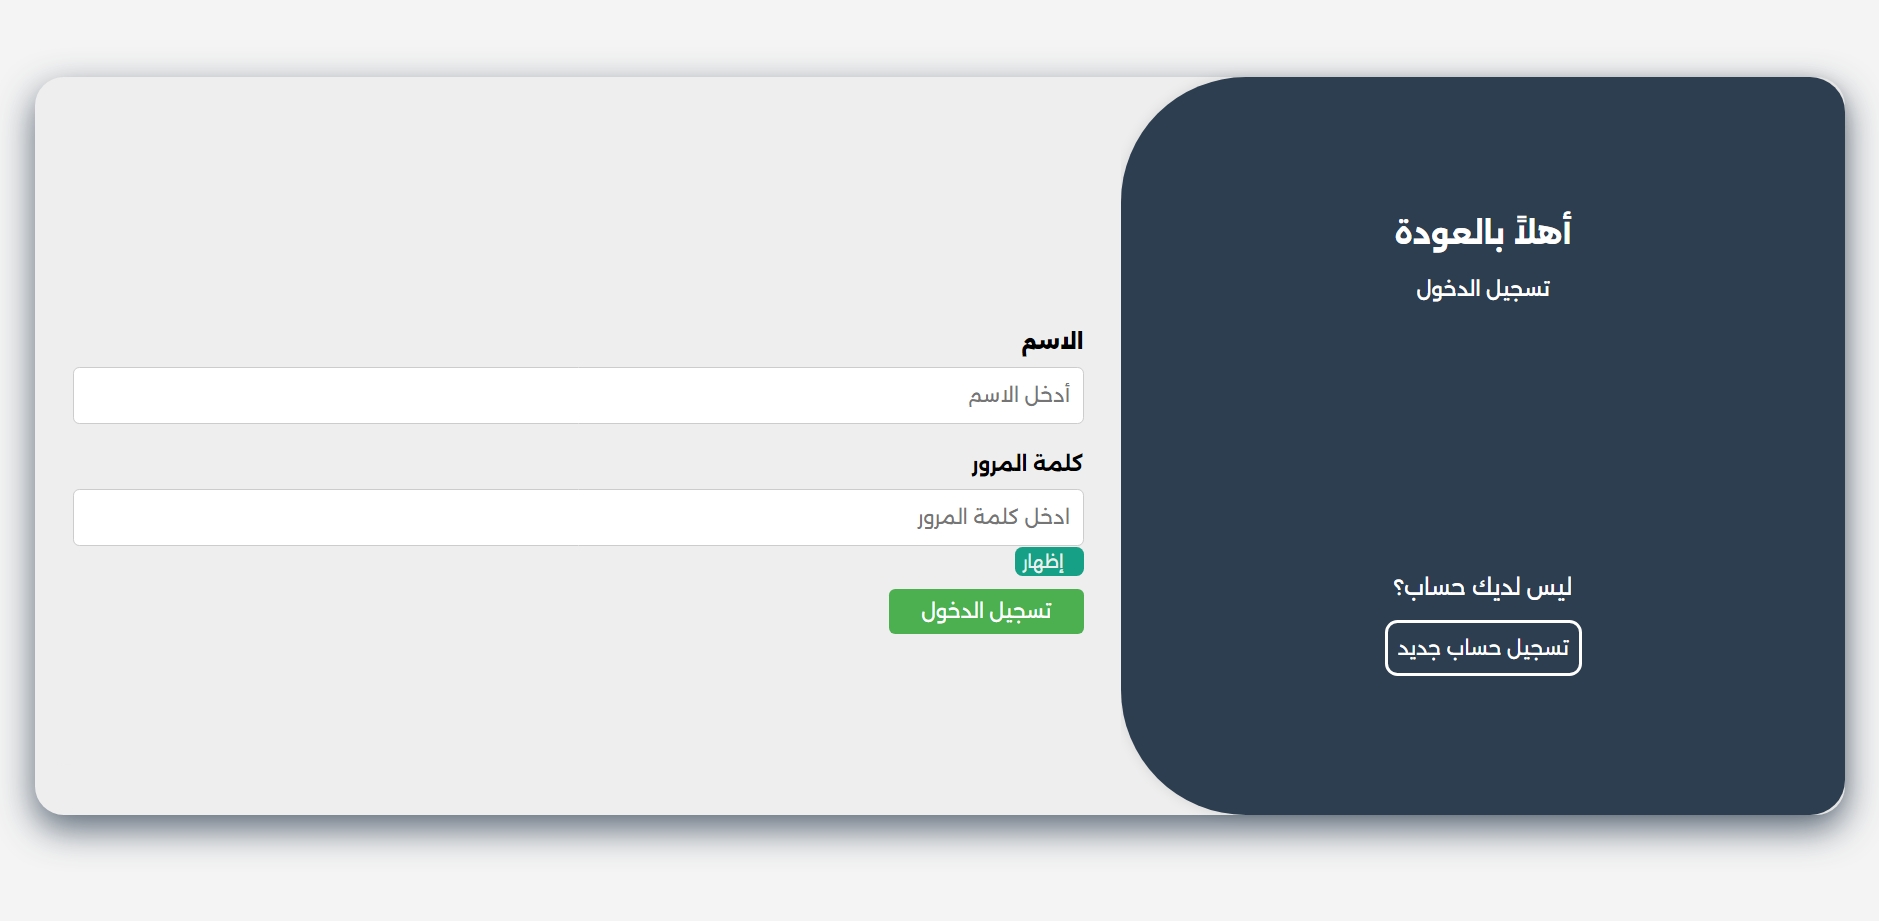 أهلاً بالعودة
تسجيل الدخول
ليس لديك حساب؟
تسجيل حساب جديد
الاسم
أدخل الاسم
كلمة المرور
ادخل كلمة المرور
إظهار
تسجيل الدخول